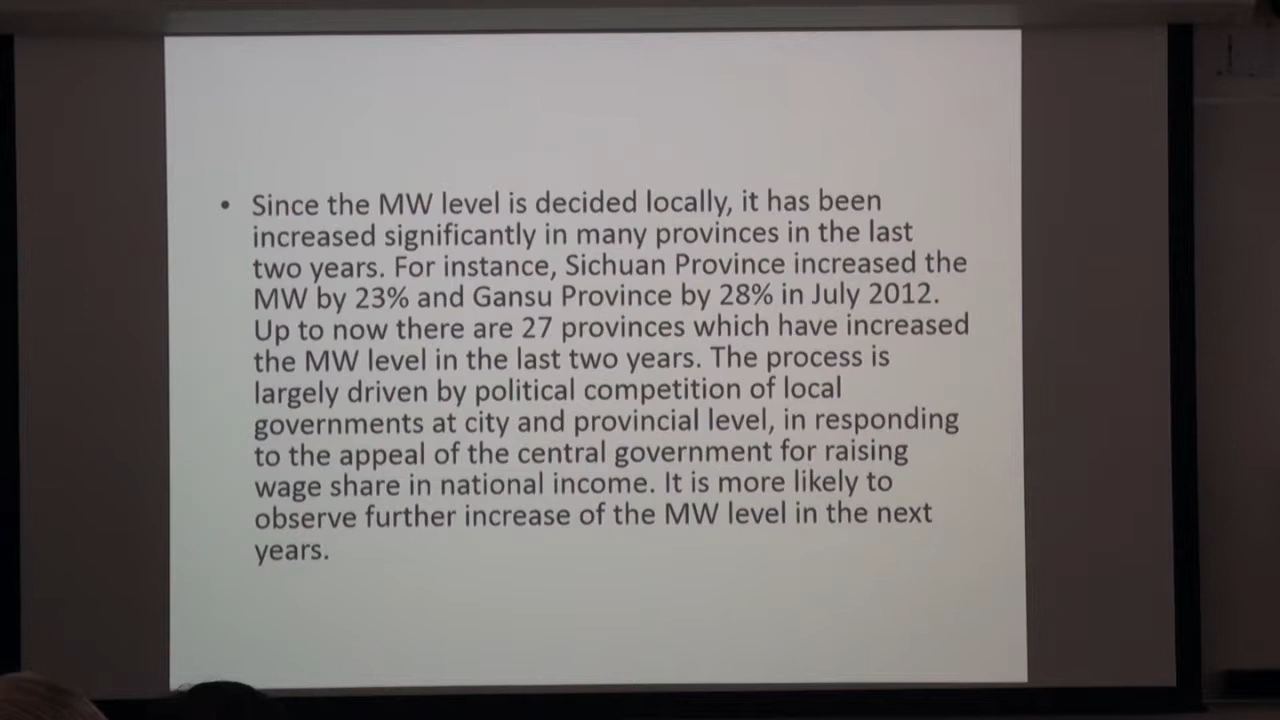 • Since the MW level is decided locally, it has been
increased significantly in many provinces in the last
two years. For instance, Sichuan Province increased the
MW by 23% and Gansu Province by 28% in July 2012.
Up to now there are 27 provinces which have increased
the MW level in the last two years. The process is
largely driven by political competition of local
governments at city and provincial level, in responding
to the appeal of the central government for raising
wage share in national income. It is more likely to
observe further increase of the MW level in the next
years.